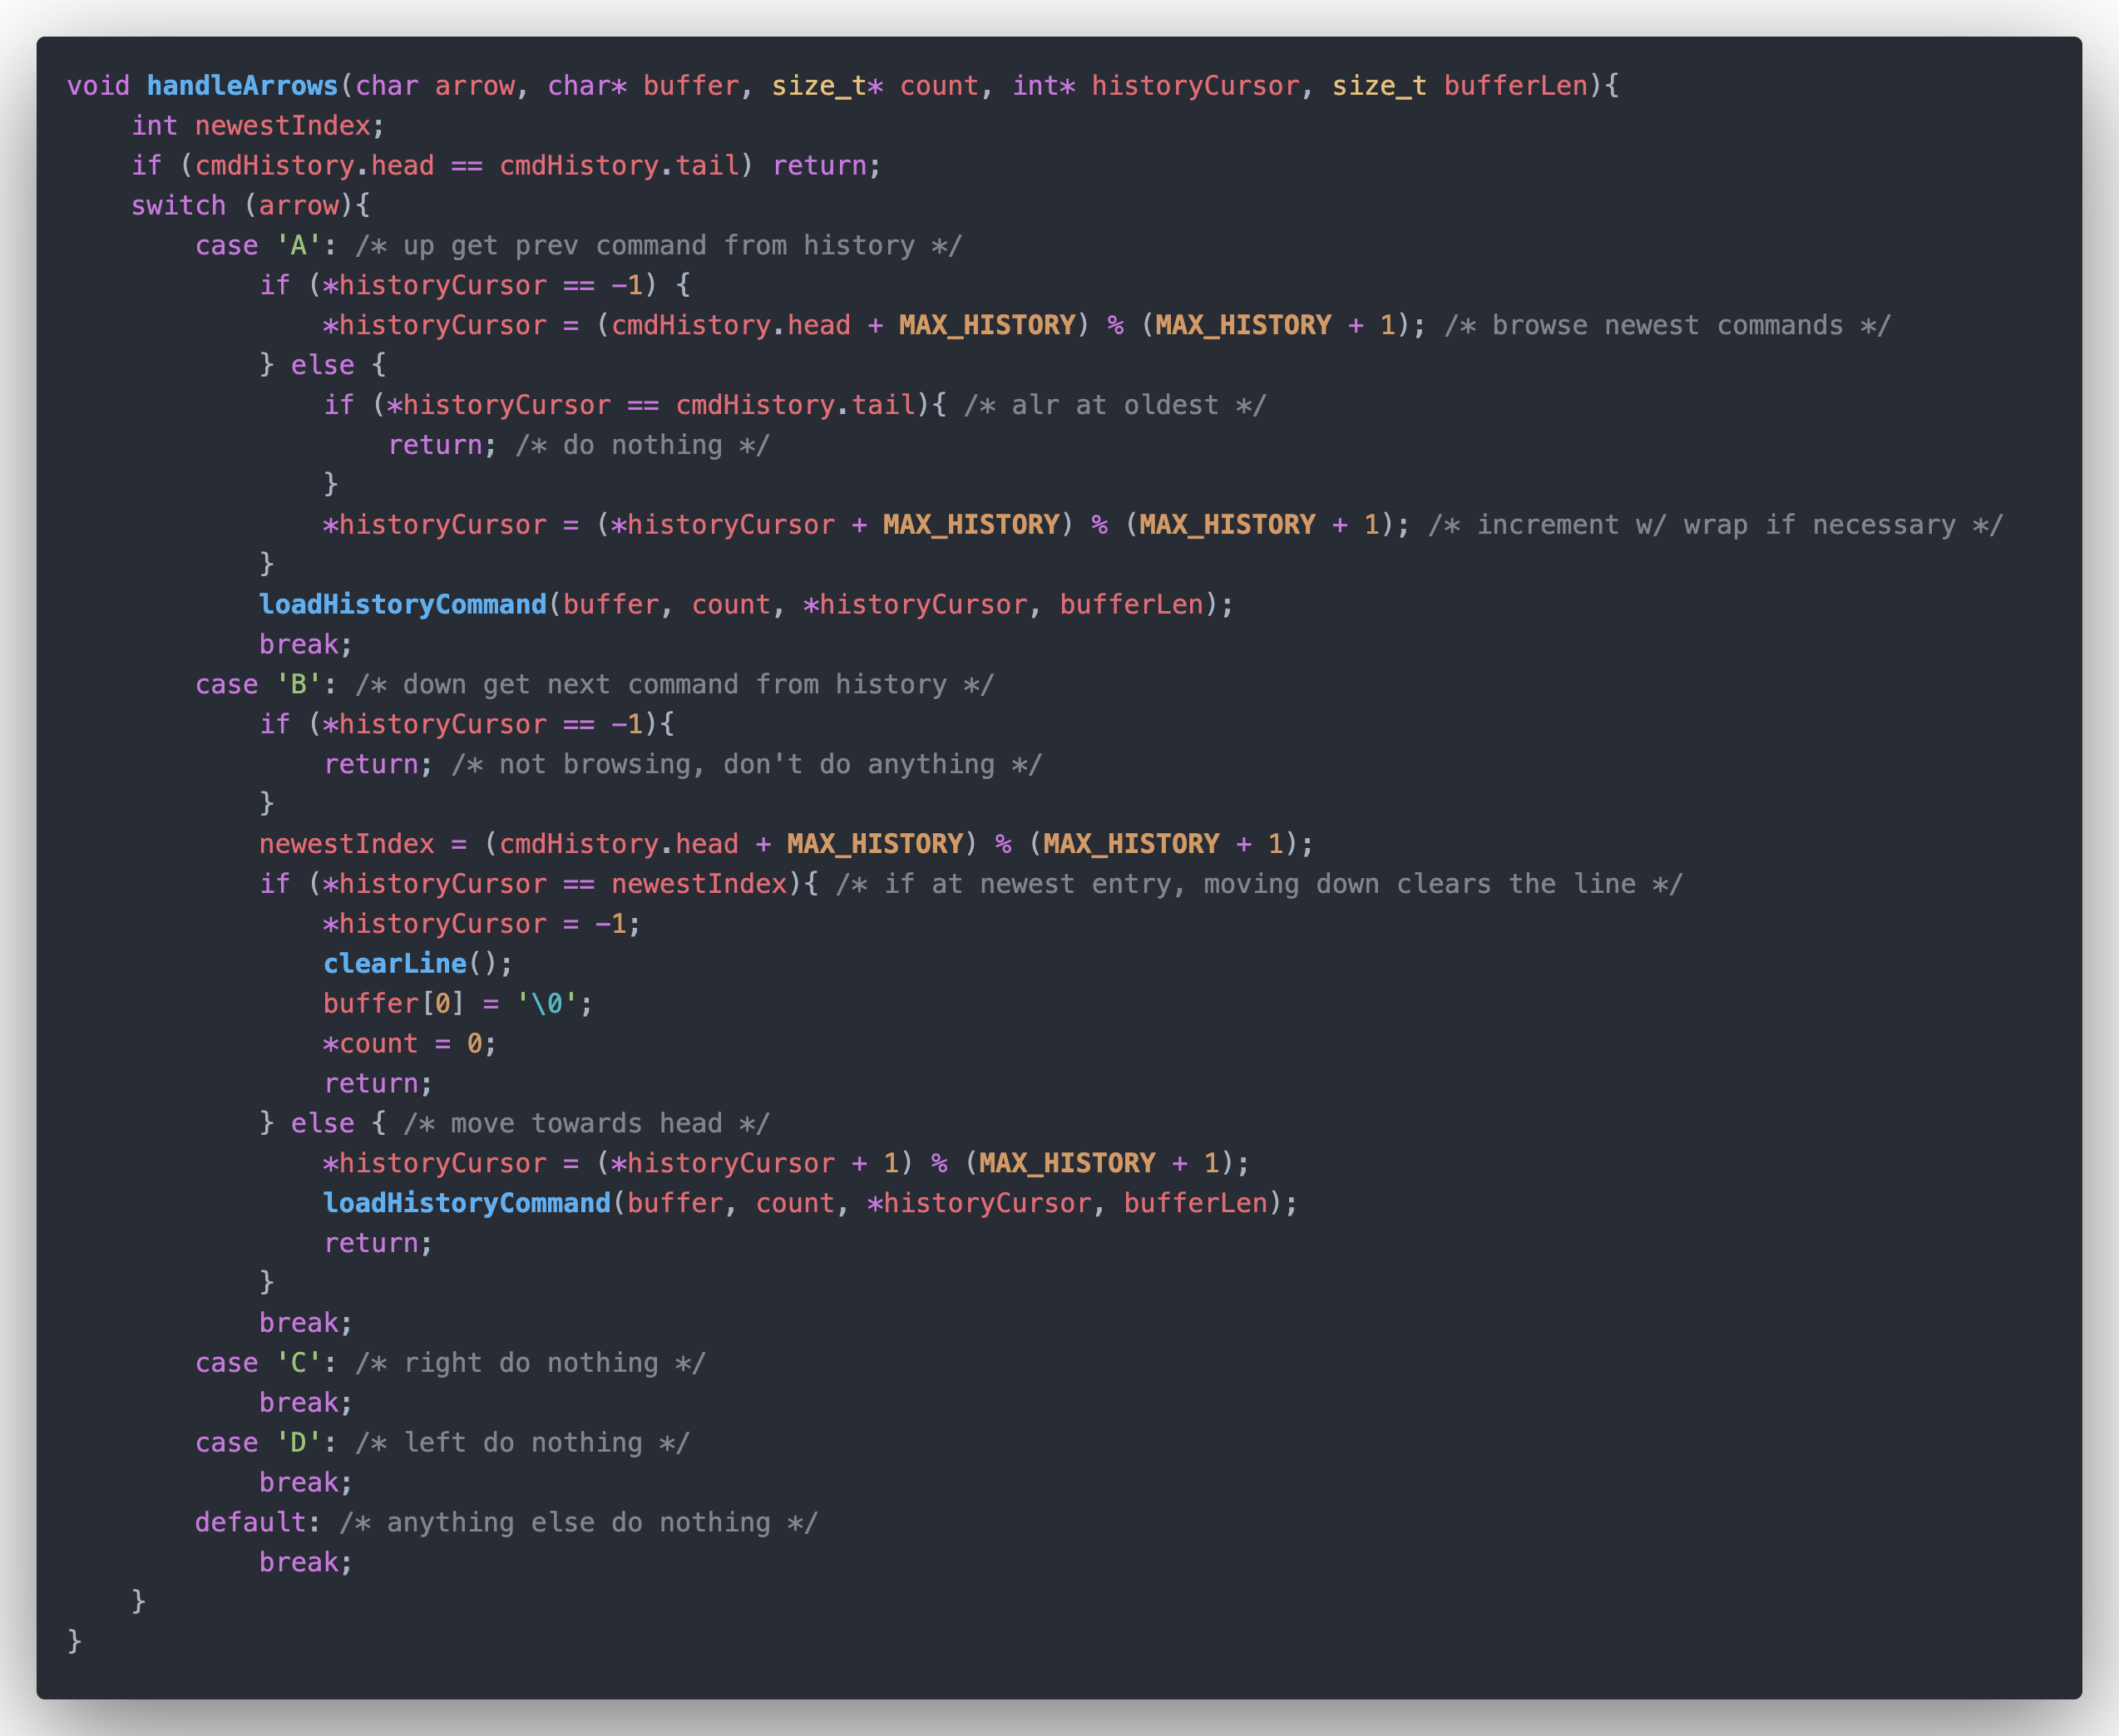 void handleArrows(char arrow, char* buffer, size_t* count, int* historyCursor, size_t bufferLen){
    int newestIndex;
    if (cmdHistory.head == cmdHistory.tail) return;
    switch (arrow){
        case 'A': /* up get prev command from history */
            if (*historyCursor == -1) {
                *historyCursor = (cmdHistory.head + MAX_HISTORY) % (MAX_HISTORY + 1); /* browse newest commands */
            } else {
                if (*historyCursor == cmdHistory.tail){ /* alr at oldest */
                    return; /* do nothing */
                }
                *historyCursor = (*historyCursor + MAX_HISTORY) % (MAX_HISTORY + 1); /* increment w/ wrap if necessary */
            }
            loadHistoryCommand(buffer, count, *historyCursor, bufferLen);
            break;
        case 'B': /* down get next command from history */
            if (*historyCursor == -1){
                return; /* not browsing, don't do anything */
            }
            newestIndex = (cmdHistory.head + MAX_HISTORY) % (MAX_HISTORY + 1);
            if (*historyCursor == newestIndex){ /* if at newest entry, moving down clears the line */
                *historyCursor = -1;
                clearLine();
                buffer[0] = '\0';
                *count = 0;
                return;
            } else { /* move towards head */
                *historyCursor = (*historyCursor + 1) % (MAX_HISTORY + 1);
                loadHistoryCommand(buffer, count, *historyCursor, bufferLen);
                return;
            }
            break;
        case 'C': /* right do nothing */
            break;
        case 'D': /* left do nothing */
            break;
        default: /* anything else do nothing */
            break;
    }
}